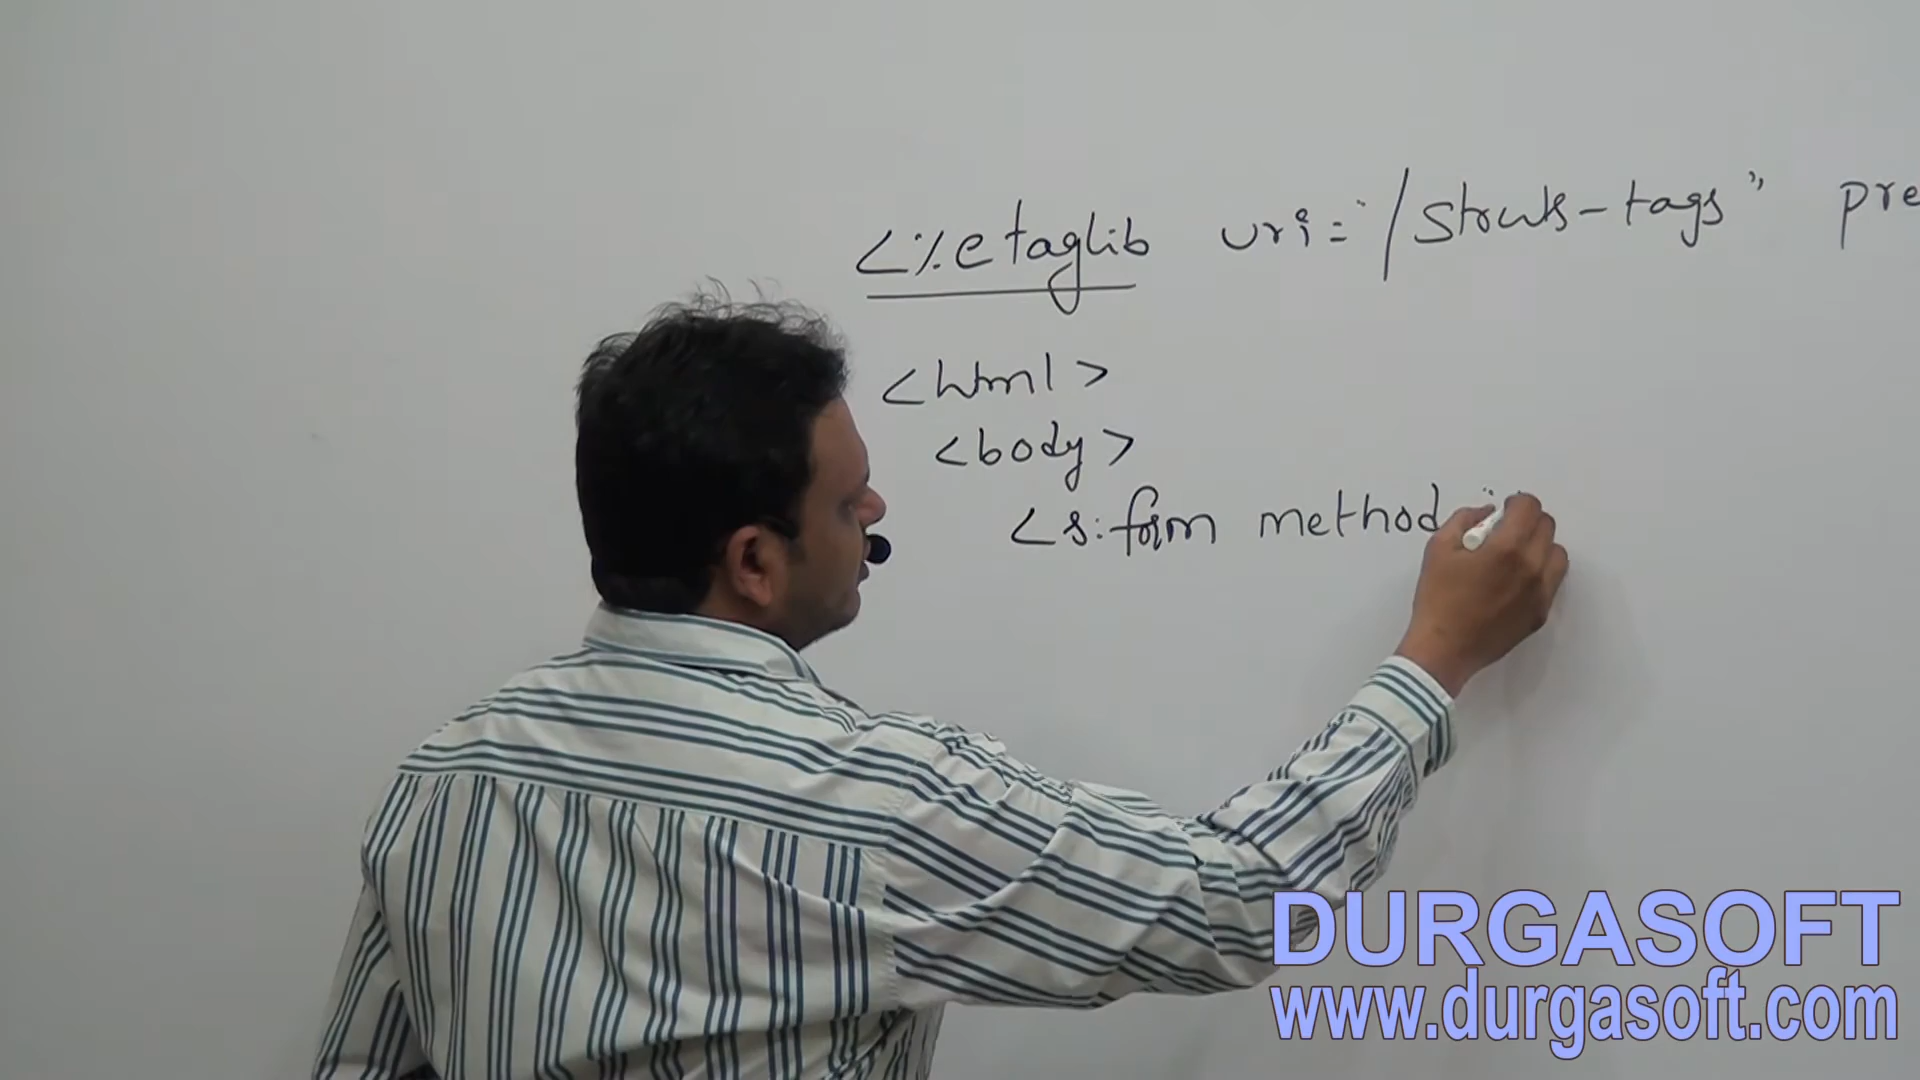 <%@ taglib uri="/struts-tags" pre
<html>
<body>
<s:form method
DURGASOFT
www.durgasoft.com